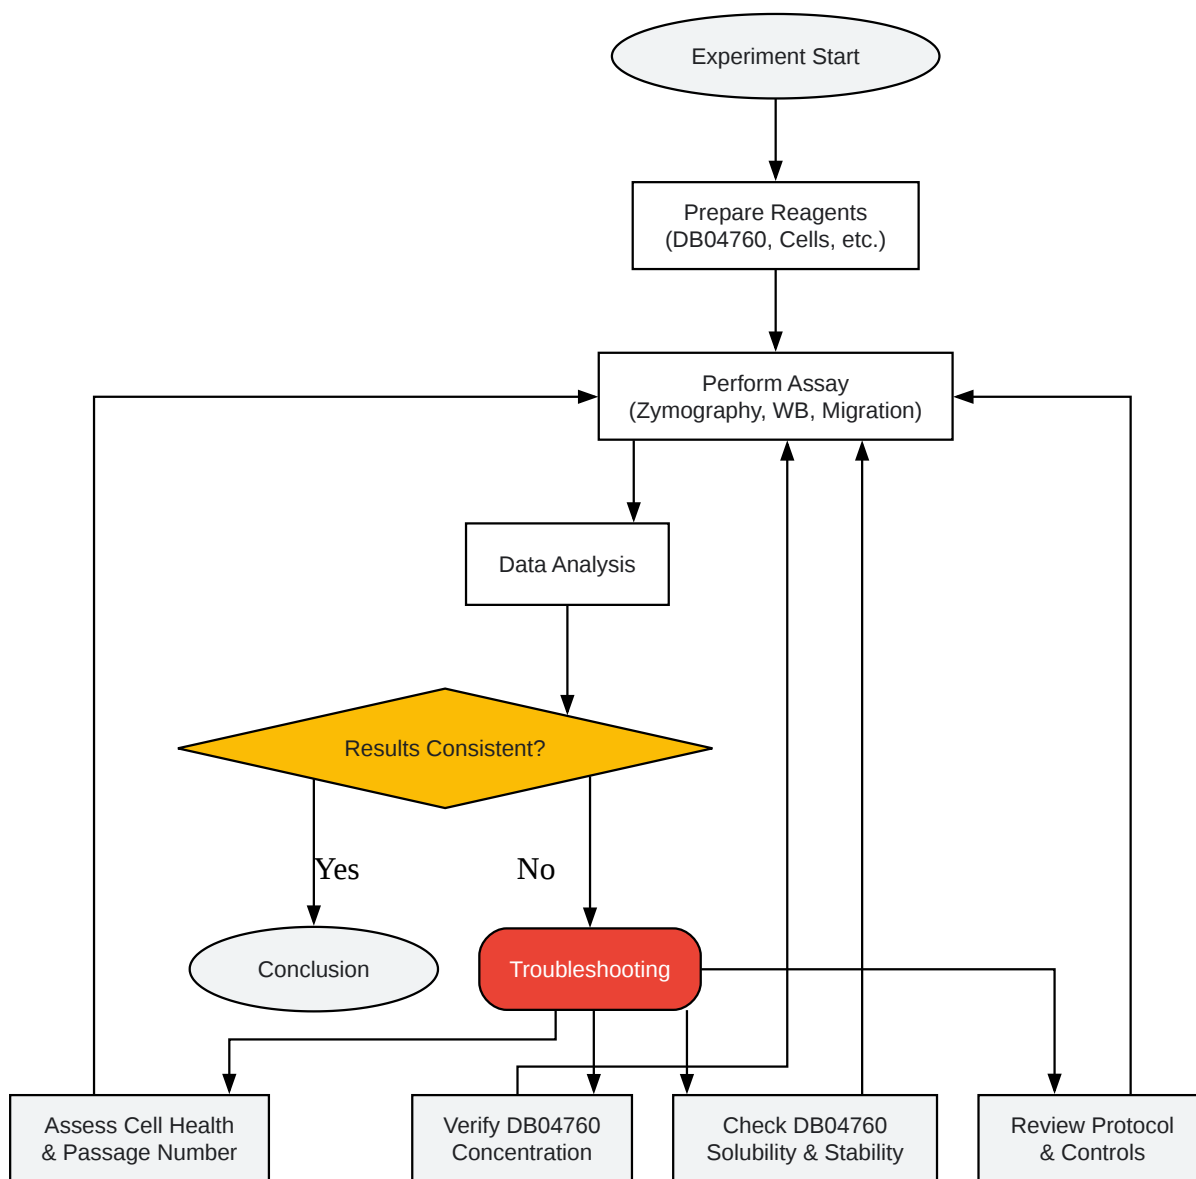 Experiment Start
Prepare Reagents
(DB04760, Cells, etc.)
Perform Assay
(Zymography, WB, Migration)
Data Analysis
Results Consistent?
Yes
No
Conclusion
Troubleshooting
Assess Cell Health
& Passage Number
Verify DB04760
Concentration
Check DB04760
Solubility & Stability
Review Protocol
& Controls